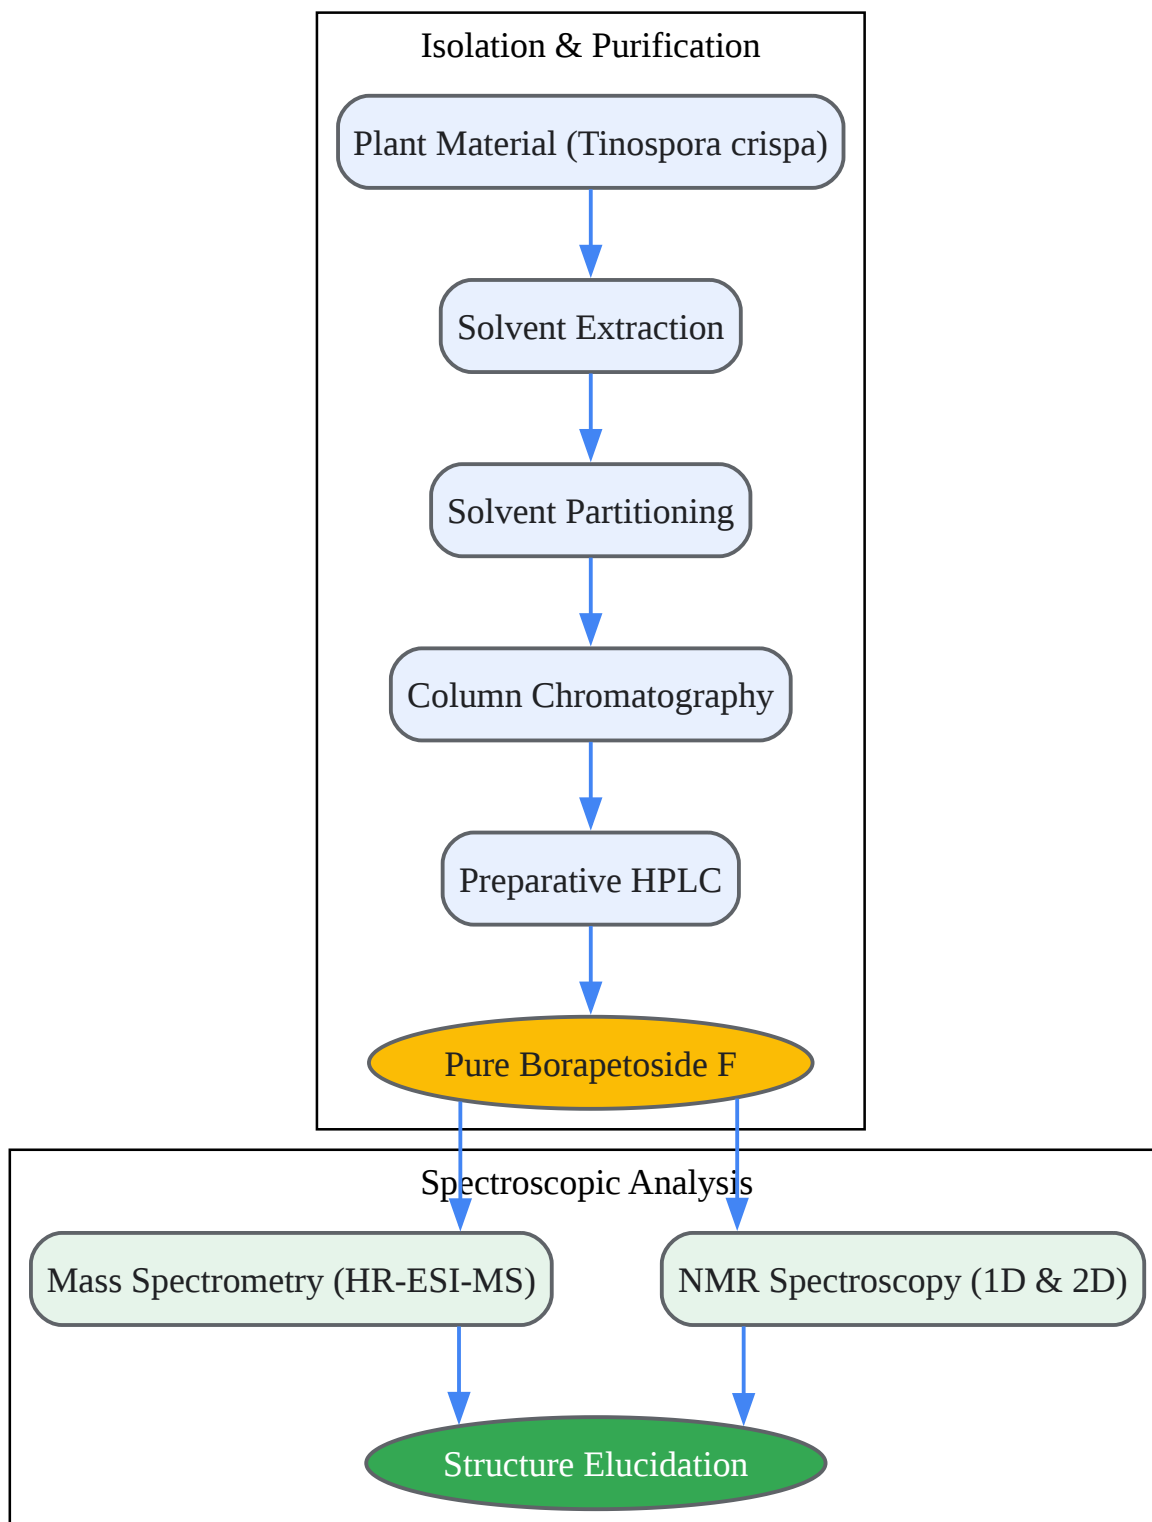 Isolation & Purification
Plant Material (Tinospora crispa)
Solvent Extraction
Solvent Partitioning
Column Chromatography
Preparative HPLC
Pure Borapetoside F
Spectroscopic Analysis
Mass Spectrometry (HR-ESI-MS)
NMR Spectroscopy (1D & 2D)
Structure Elucidation